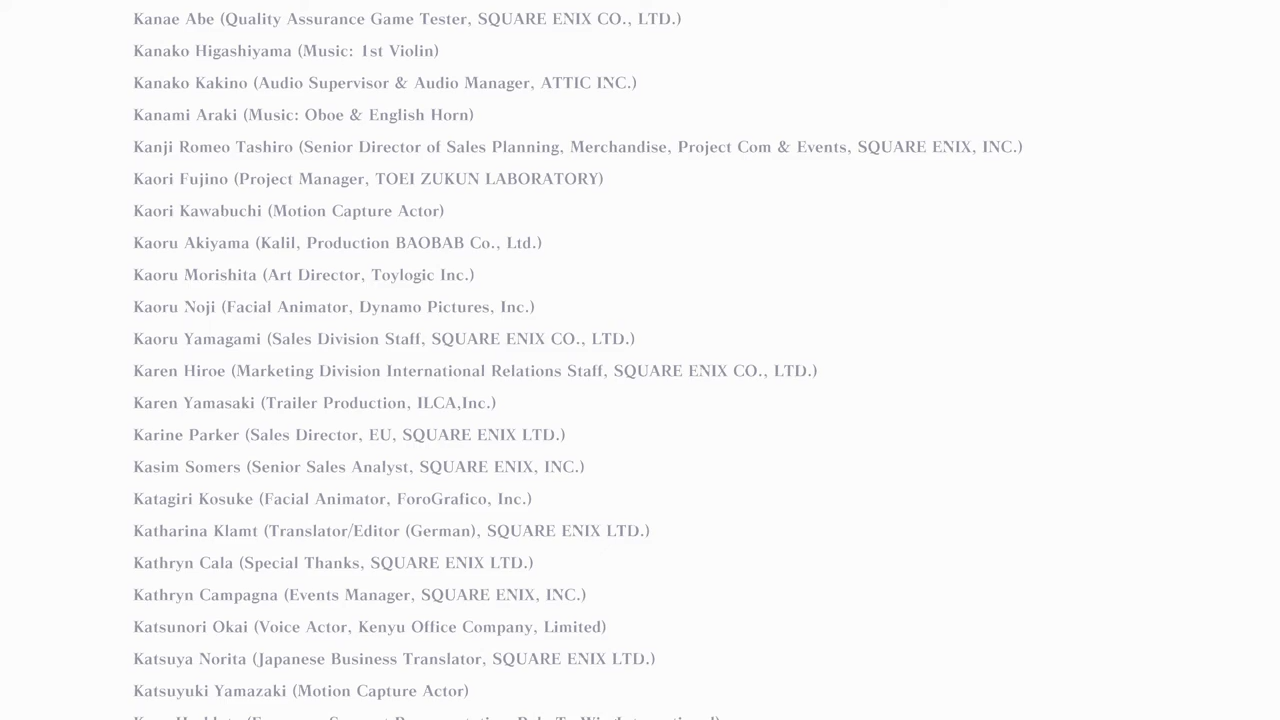 Kanae Abe (Quality Assurance Game Tester, SQUARE ENIX CO., LTD.)
Kanako Higashiyama (Music: 1st Violin)
Kanako Kakino (Audio Supervisor & Audio Manager, ATTIC INC.)
Kanami Araki (Music: Oboe & English Horn)
Kanji Romeo Tashiro (Senior Director of Sales Planning, Merchandise, Project Com & Events, SQUARE ENIX, INC.)
Kaori Fujino (Project Manager, TOEI ZUKUN LABORATORY)
Kaori Kawabuchi (Motion Capture Actor)
Kaoru Akiyama (Kalil, Production BAOBAB Co., Ltd.)
Kaoru Morishita (Art Director, Toylogic Inc.)
Kaoru Noji (Facial Animator, Dynamo Pictures, Inc.)
Kaoru Yamagami (Sales Division Staff, SQUARE ENIX CO., LTD.)
Karen Hiroe (Marketing Division International Relations Staff, SQUARE ENIX CO., LTD.)
Karen Yamasaki (Trailer Production, ILCA,Inc.)
Karine Parker (Sales Director, EU, SQUARE ENIX LTD.)
Kasim Somers (Senior Sales Analyst, SQUARE ENIX, INC.)
Katagiri Kosuke (Facial Animator, ForoGrafico, Inc.)
Katharina Klamt (Translator/Editor (German), SQUARE ENIX LTD.)
Kathryn Cala (Special Thanks, SQUARE ENIX LTD.)
Kathryn Campagna (Events Manager, SQUARE ENIX, INC.)
Katsunori Okai (Voice Actor, Kenyu Office Company, Limited)
Katsuya Norita (Japanese Business Translator, SQUARE ENIX LTD.)
Katsuyuki Yamazaki (Motion Capture Actor)